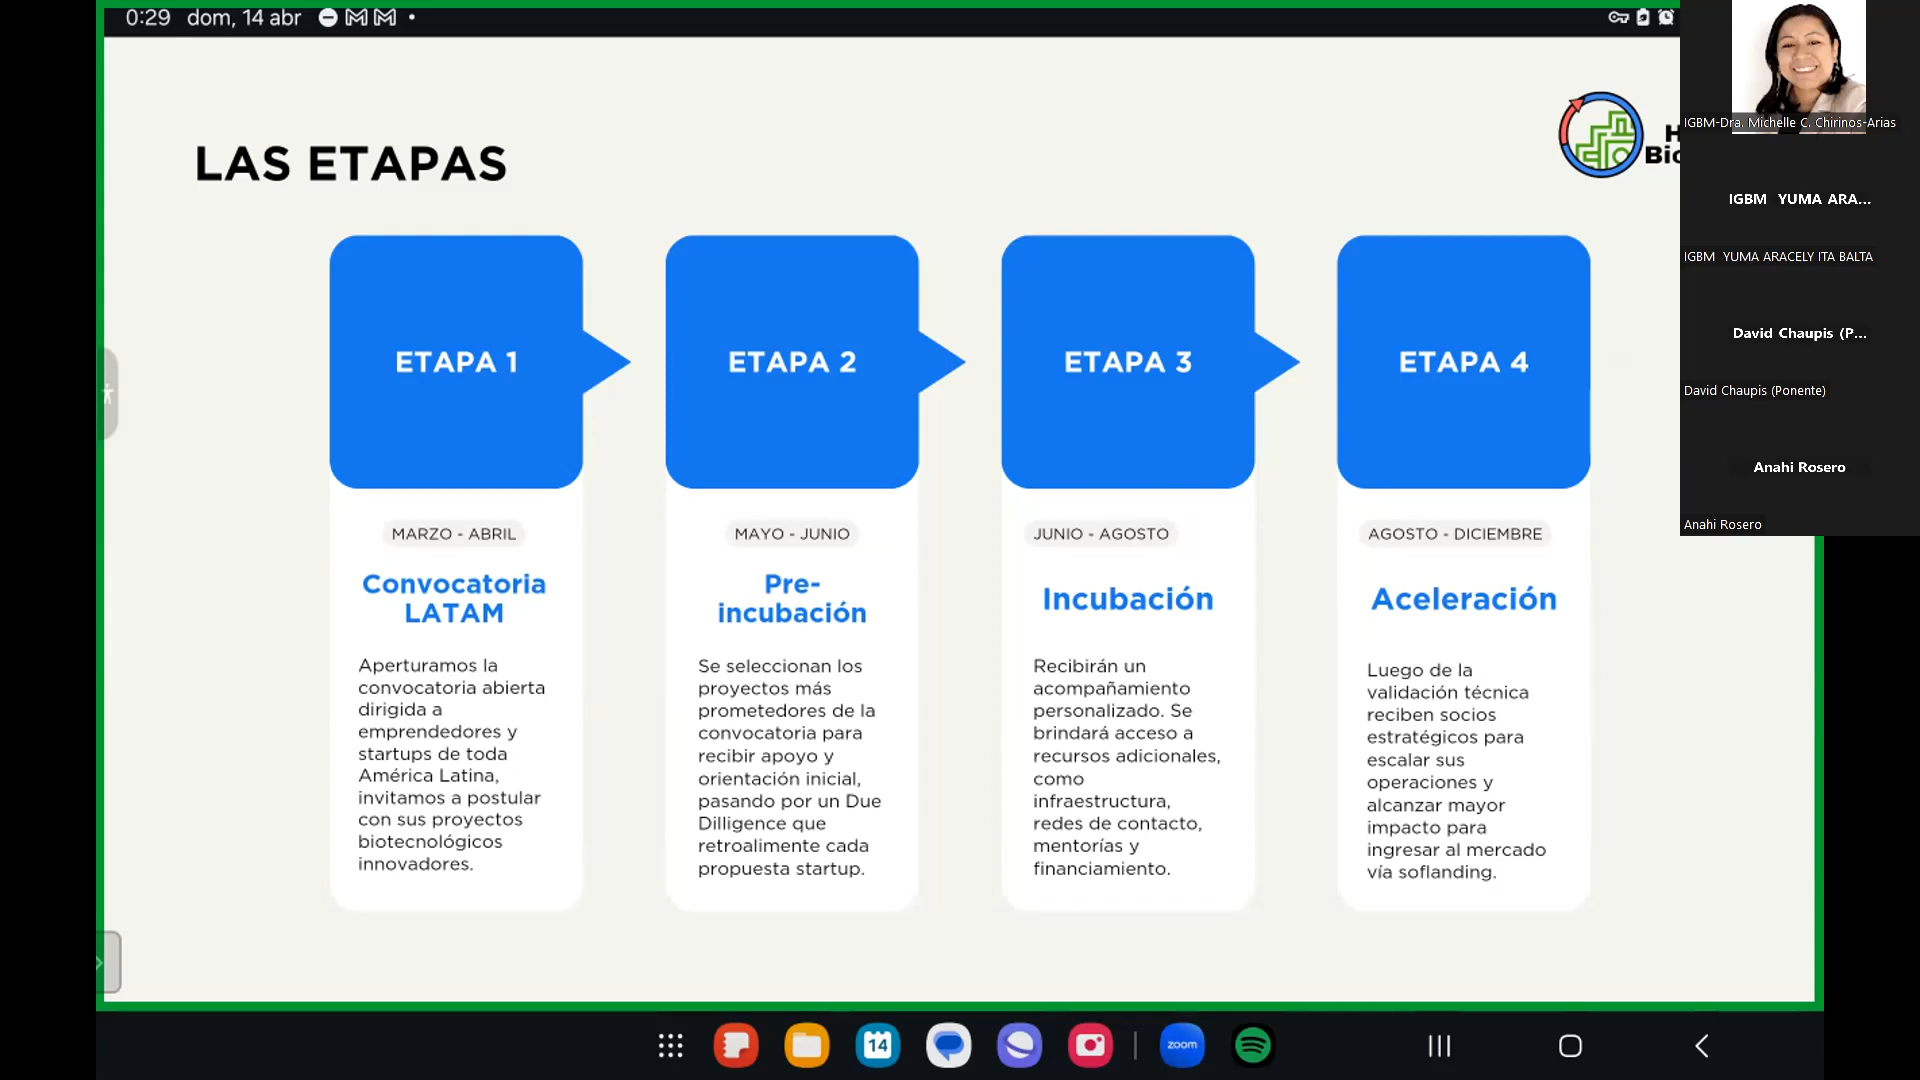 0:29 dom, 14 abr
LAS ETAPAS
ETAPA 1
MARZO - ABRIL
Convocatoria
LATAM
Aperturamos la
convocatoria abierta
dirigida a
emprendedores y
startups de toda
América Latina,
invitamos a postular
con sus proyectos
biotecnológicos
innovadores.
ETAPA 2
MAYO - JUNIO
Pre-
incubación
Se seleccionan los
proyectos más
prometedores de la
convocatoria para
recibir apoyo y
orientación inicial,
pasando por un Due
Dilligence que
retroalimente cada
propuesta startup.
ETAPA 3
JUNIO - AGOSTO
Incubación
Recibirán un
acompañamiento
personalizado. Se
brindará acceso a
recursos adicionales,
como
infraestructura,
redes de contacto,
mentorías y
financiamiento.
ETAPA 4
AGOSTO - DICIEMBRE
Aceleración
Luego de la
validación técnica
reciben socios
estratégicos para
escalar sus
operaciones y
alcanzar mayor
impacto para
ingresar al mercado
vía soflanding.
IGBM-Dra. Michelle C. Chirinos-Arias
IGBM YUMA ARA...
IGBM YUMA ARACELY ITA BALTA
David Chaupis (P...
David Chaupis (Ponente)
Anahi Rosero
Anahi Rosero
14
zoom